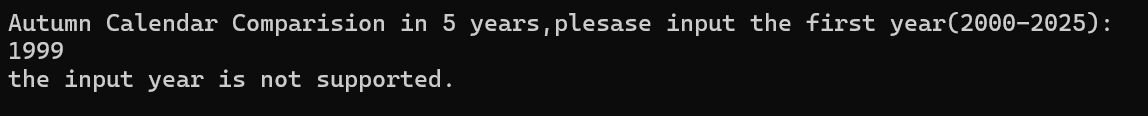 Autumn Calendar Comparision in 5 years,plesase input the first year(2000-2025):
1999
the input year is not supported.